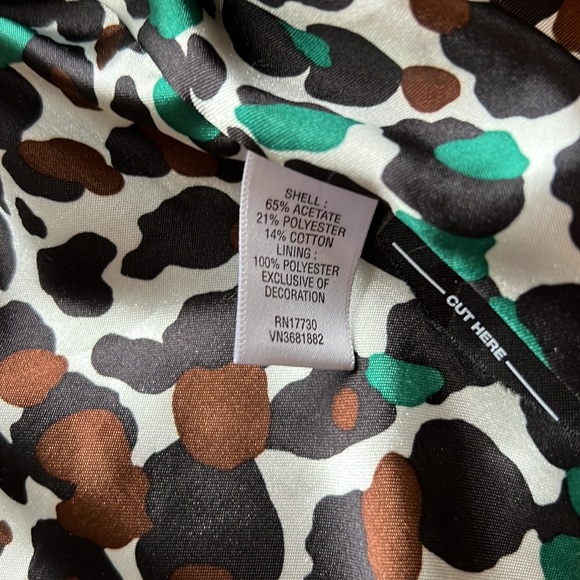 SHELL :
65% ACETATE
21% POLYESTER
14% COTTON
LINING :
100% POLYESTER
EXCLUSIVE OF
DECORATION
RN17730
VN3681882
CUT HERE